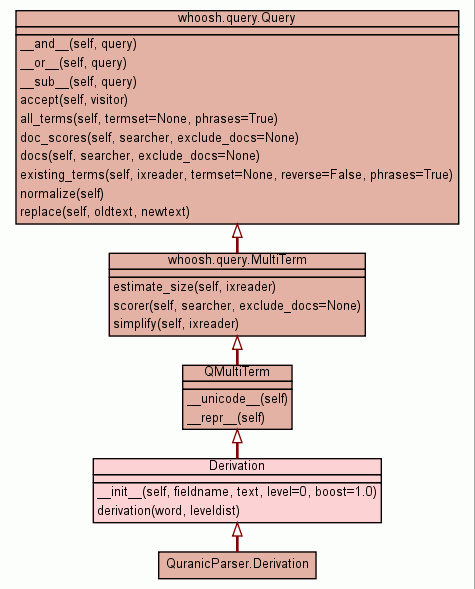 whoosh.query.Query
__and__(self, query)
__or__(self, query)
__sub__(self, query)
accept(self, visitor)
all_terms(self, termset=None, phrases=True)
doc_scores(self, searcher, exclude_docs=None)
docs(self, searcher, exclude_docs=None)
existing_terms(self, ixreader, termset=None, reverse=False, phrases=True)
normalize(self)
replace(self, oldtext, newtext)
whoosh.query.MultiTerm
estimate_size(self, ixreader)
scorer(self, searcher, exclude_docs=None)
simplify(self, ixreader)
QMultiTerm
__unicode__(self)
__repr__(self)
Derivation
__init__(self, fieldname, text, level=0, boost=1.0)
derivation(word, leveldist)
QuranicParser.Derivation